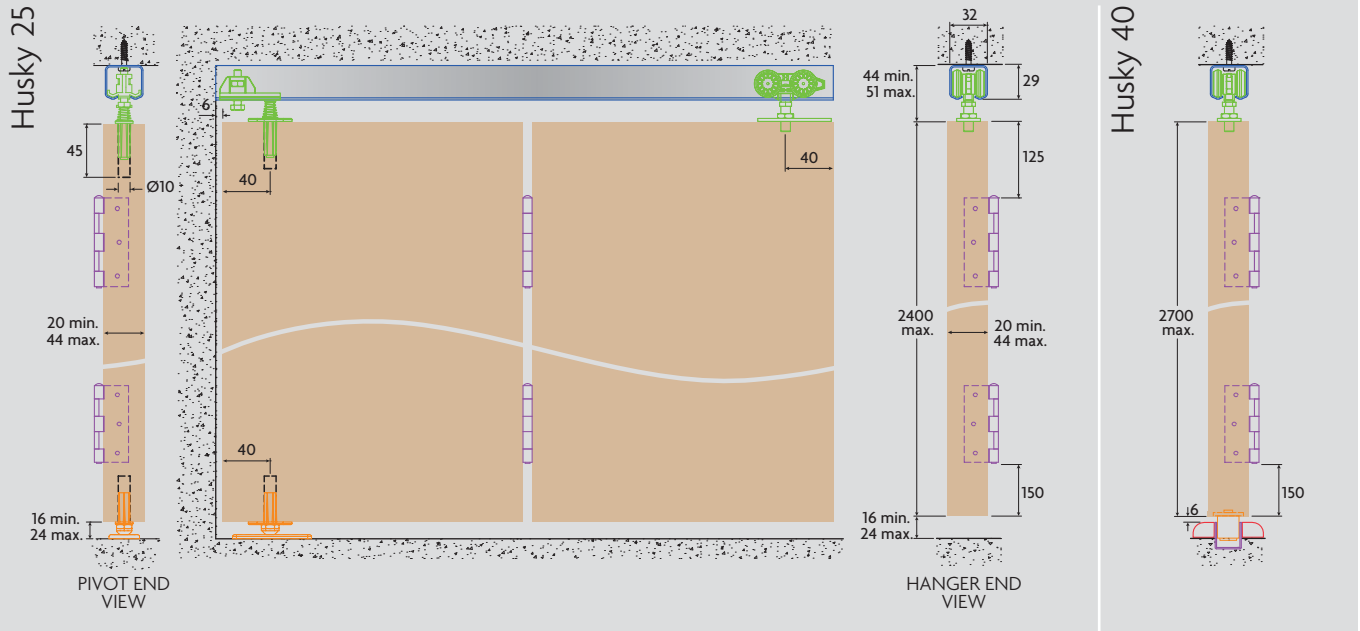 Husky 25
45
Ø10
20 min.
44 max.
16 min.
24 max.
PIVOT END
VIEW
6
40
40
40
32
44 min.
51 max.
29
125
2400
max.
20 min.
44 max.
150
16 min.
24 max.
HANGER END
VIEW
Husky 40
2700
max.
6
150